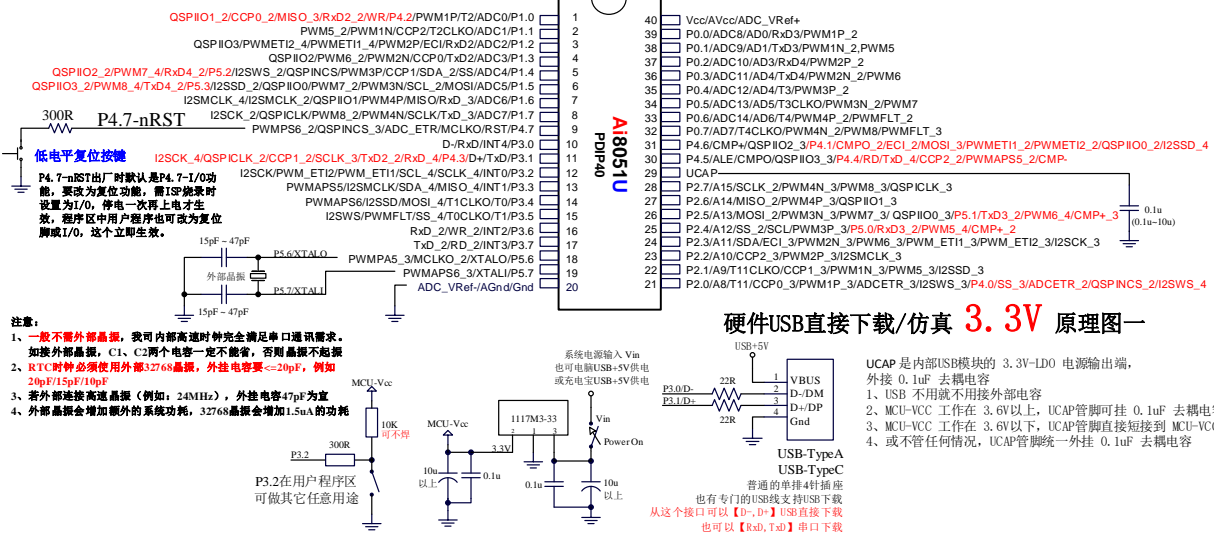 QSPIIO1_2/CCP0_2/MISO_3/RxD2_2/WR/P4.2/PWM1P/T2/ADC0/P1.0 1
PWM5_2/PWM1N/CCP2/T2CLKO/ADC1/P1.1 2
QSPIIO3/PWMETI2_4/PWMETI1_4/PWM2P/ECI/RxD2/ADC2/P1.2 3
QSPIIO2/PWM6_2/PWM2N/CCP0/TxD2/ADC3/P1.3 4
QSPIIO2_2/PWM7_4/RxD4_2/P5.2/I2SWS_2/QSPINCS/PWM3P/CCP1/SDA_2/SS/ADC4/P1.4 5
QSPIIO3_2/PWM8_4/TxD4_2/P5.3/I2SSD_2/QSPIIO0/PWM7_2/PWM3N/SCL_2/MOSI/ADC5/P1.5 6
I2SMCLK_4/I2SMCLK_2/QSPIIO1/PWM4P/MISO/RxD_3/ADC6/P1.6 7
I2SCK_2/QSPICLK/PWM8_2/PWM4N/SCLK/TxD_3/ADC7/P1.7 8
PWMPS6_2/QSPINCS_3/ADC_ETR/MCLKO/RST/P4.7 9
D-/RxD/INT4/P3.0 10
I2SCK_4/QSPICLK_2/CCP1_2/SCLK_3/TxD2_2/RxD_4/P4.3/D+/TxD/P3.1 11
I2SCK/PWM_ETI2/PWM_ETI1/SCL_4/SCLK_4/INT0/P3.2 12
PWMAPS5/I2SMCLK/SDA_4/MISO_4/INT1/P3.3 13
PWMAPS6/I2SSD/MOSI_4/T1CLKO/T0/P3.4 14
I2SWS/PWMFLT/SS_4/T0CLKO/T1/P3.5 15
RxD_2/WR_2/INT2/P3.6 16
TxD_2/RD_2/INT3/P3.7 17
PWMPA5_3/MCLKO_2/XTALO/P5.6 18
PWMAPS6_3/XTALI/P5.7 19
ADC_VRef-/AGnd/Gnd 20
Ai8051U
PDIP40
40 Vcc/AVcc/ADC_VRef+
39 P0.0/ADC8/AD0/RxD3/PWM1P_2
38 P0.1/ADC9/AD1/TxD3/PWM1N_2,PWM5
37 P0.2/ADC10/AD3/RxD4/PWM2P_2
36 P0.3/ADC11/AD4/TxD4/PWM2N_2/PWM6
35 P0.4/ADC12/AD4/T3/PWM3P_2
34 P0.5/ADC13/AD5/T3CLKO/PWM3N_2/PWM7
33 P0.6/ADC14/AD6/T4/PWM4P_2/PWMFLT_2
32 P0.7/AD7/T4CLKO/PWM4N_2/PWM8/PWMFLT_3
31 P4.6/CMP+/QSPIIO2_3/P4.1/CMPO_2/ECI_2/MOSI_3/PWMETI1_2/PWMETI2_2/QSPIIO0_2/I2SSD_4
30 P4.5/ALE/CMPO/QSPIIO3_3/P4.4/RD/TxD_4/CCP2_2/PWMAPS5_2/CMP-
29 UCAP
28 P2.7/A15/SCLK_2/PWM4N_3/PWM8_3/QSPICLK_3
27 P2.6/A14/MISO_2/PWM4P_3/QSPIIO1_3
26 P2.5/A13/MOSI_2/PWM3N_3/PWM7_3/ QSPIIO0_3/P5.1/TxD3_2/PWM6_4/CMP+_3
25 P2.4/A12/SS_2/SCL/PWM3P_3/P5.0/RxD3_2/PWM5_4/CMP+_2
24 P2.3/A11/SDA/ECI_3/PWM2N_3/PWM6_3/PWM_ETI1_3/PWM_ETI2_3/I2SCK_3
23 P2.2/A10/CCP2_3/PWM2P_3/I2SMCLK_3
22 P2.1/A9/T11CLKO/CCP1_3/PWM1N_3/PWM5_3/I2SSD_3
21 P2.0/A8/T11/CCP0_3/PWM1P_3/ADCETR_3/I2SWS_3/P4.0/SS_3/ADCETR_2/QSPINCS_2/I2SWS_4
0.1u
(0.1u~10u)
300R
P4.7-nRST
低电平复位按键
P4.7-nRST出厂时默认是P4.7-I/O功
能，要改为复位功能，需ISP烧录时
设置为I/O，停电一次再上电才生
效，程序区中用户程序也可改为复位
脚或I/O，这个立即生效。
15pF ~ 47pF
P5.6/XTALO
外部晶振
P5.7/XTALI
15pF ~ 47pF
注意：
1、一般不需外部晶振，我司内部高速时钟完全满足串口通讯需求。
如接外部晶振，C1、C2两个电容一定不能省，否则晶振不起振
2、RTC时钟必须使用外部32768晶振，外挂电容要<=20pF，例如
20pF/15pF/10pF
3、若外部连接高速晶振（例如：24MHz），外挂电容47pF为宜
4、外部晶振会增加额外的系统功耗，32768晶振会增加1.5uA的功耗
MCU-Vcc
10K
可不焊
300R
P3.2
P3.2在用户程序区
可做其它任意用途
系统电源输入 Vin
也可电脑USB+5V供电
或充电宝USB+5V供电
MCU-Vcc
1117M3-33
2 1 3
3.3V
Vin
Power On
10u
以上
0.1u
0.1u
10u
以上
硬件USB直接下载/仿真 3.3V 原理图一
USB+5V
P3.0/D-
P3.1/D+
22R
22R
1 VBUS
2 D-/DM
3 D+/DP
4 Gnd
USB-TypeA
USB-TypeC
普通的单排4针插座
也有专门的USB线支持USB下载
从这个接口可以【D-,D+】USB直接下载
也可以【RxD,TxD】串口下载
UCAP 是内部USB模块的 3.3V-LDO 电源输出端，
外接 0.1uF 去耦电容
1、USB 不用就不用接外部电容
2、MCU-VCC 工作在 3.6V以上，UCAP管脚可挂 0.1uF 去耦电
3、MCU-VCC 工作在 3.6V以下，UCAP管脚直接短接到 MCU-VC
4、或不管任何情况，UCAP管脚统一外挂 0.1uF 去耦电容